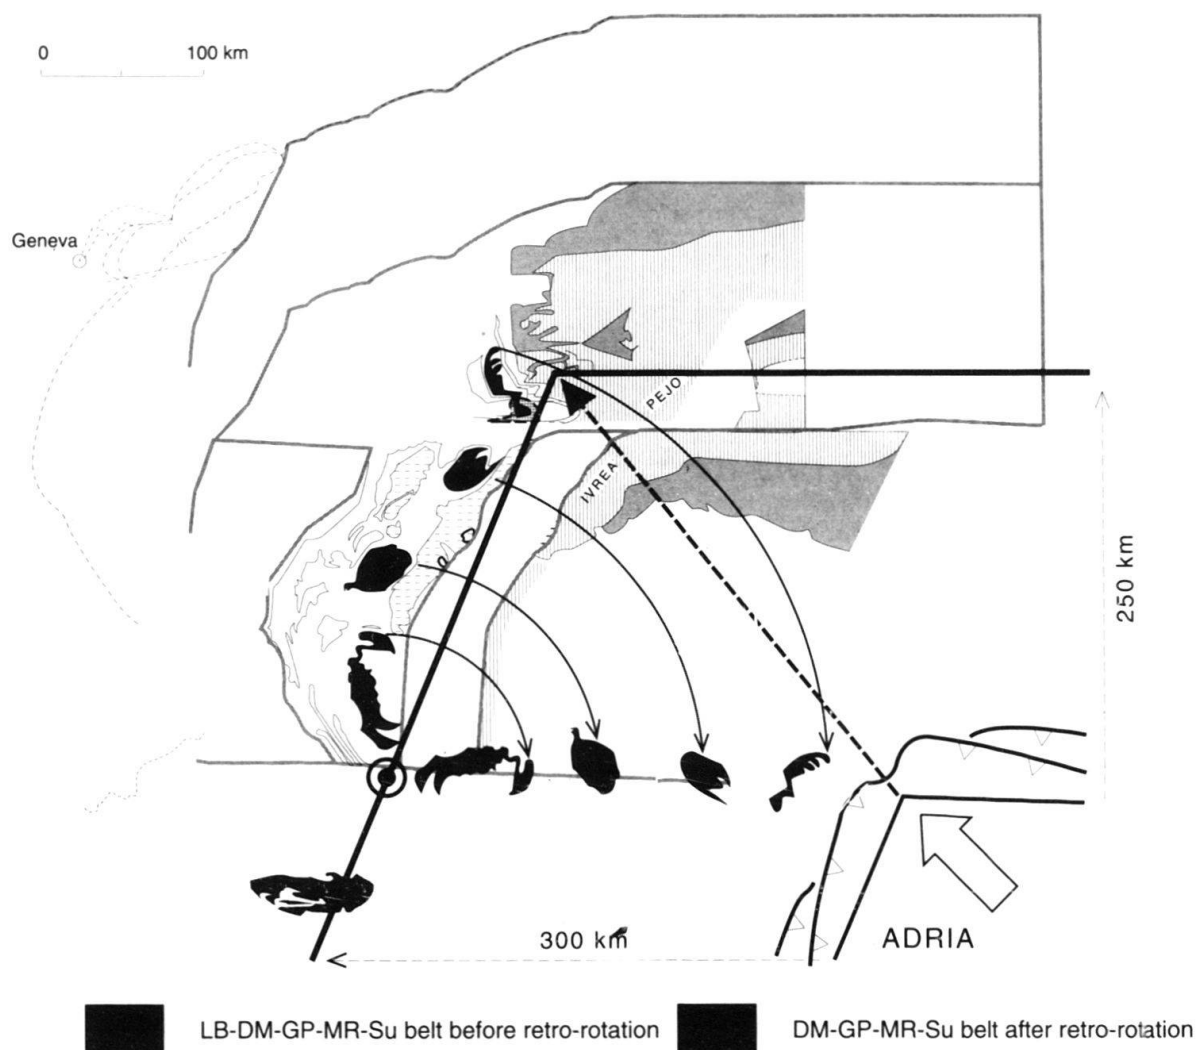 0 100 km
Geneva
PEJO
IVREA
250 km
300 km
ADRIA
LB-DM-GP-MR-Su belt before retro-rotation
DM-GP-MR-Su belt after retro-rotation